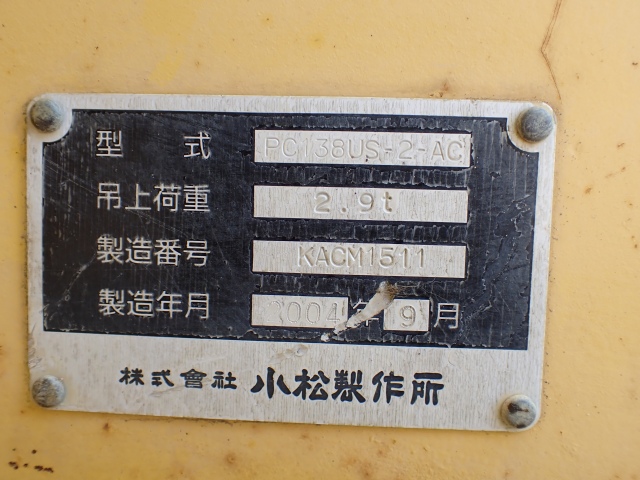 型 式 PC138US-2-AC
吊上荷重 2.9t
製造番号 KACM1511
製造年月 2004年 9月
株式會社 小松製作所